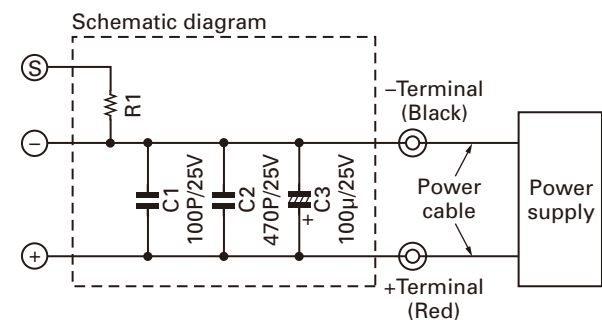 Schematic diagram
S
R1
–
+
C1
100P/25V
C2
470P/25V
+
C3
100µ/25V
–Terminal
(Black)
Power
cable
Power
supply
+Terminal
(Red)